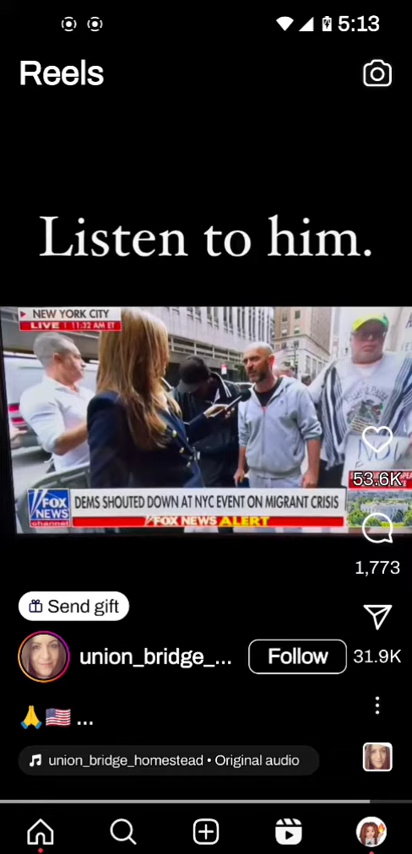 5:13
Reels
Listen to him.
NEW YORK CITY
LIVE 11:32 AM ET
53.6K
FOX NEWS channel
DEMS SHOUTED DOWN AT NYC EVENT ON MIGRANT CRISIS
FOX NEWS ALERT
1,773
Send gift
union_bridge_...
Follow
31.9K
🙏🇺🇸 ...
union_bridge_homestead • Original audio